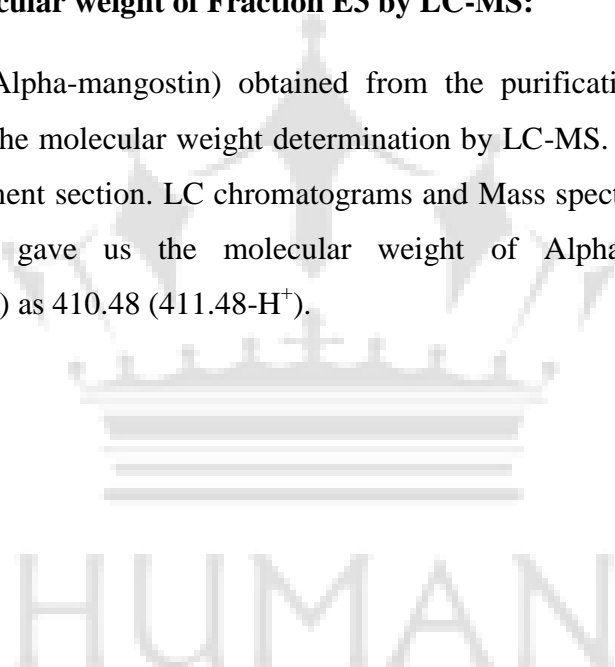 cular weight of Fraction E3 by LC-MS:
Alpha-mangostin) obtained from the purificati
he molecular weight determination by LC-MS.
nent section. LC chromatograms and Mass spect
gave us the molecular weight of Alpha
) as 410.48 (411.48-H⁺).
HUMAN